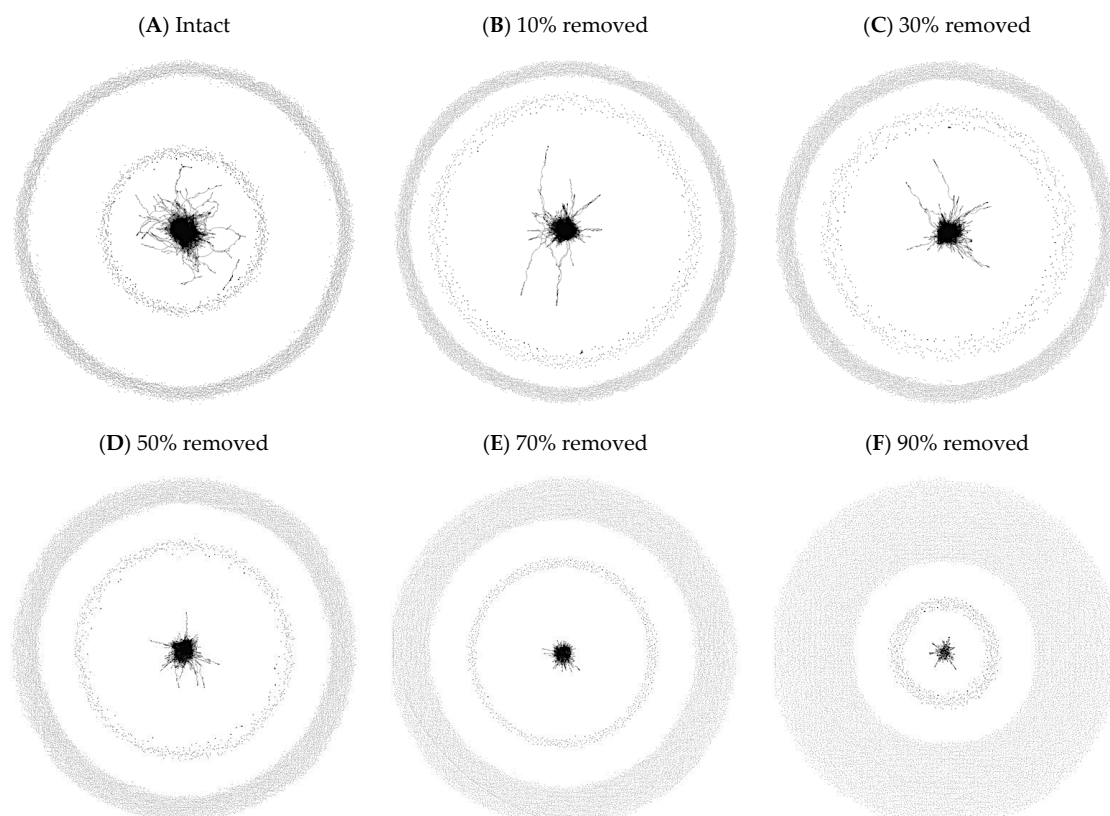 (A) Intact
(B) 10% removed
(C) 30% removed
(D) 50% removed
(E) 70% removed
(F) 90% removed